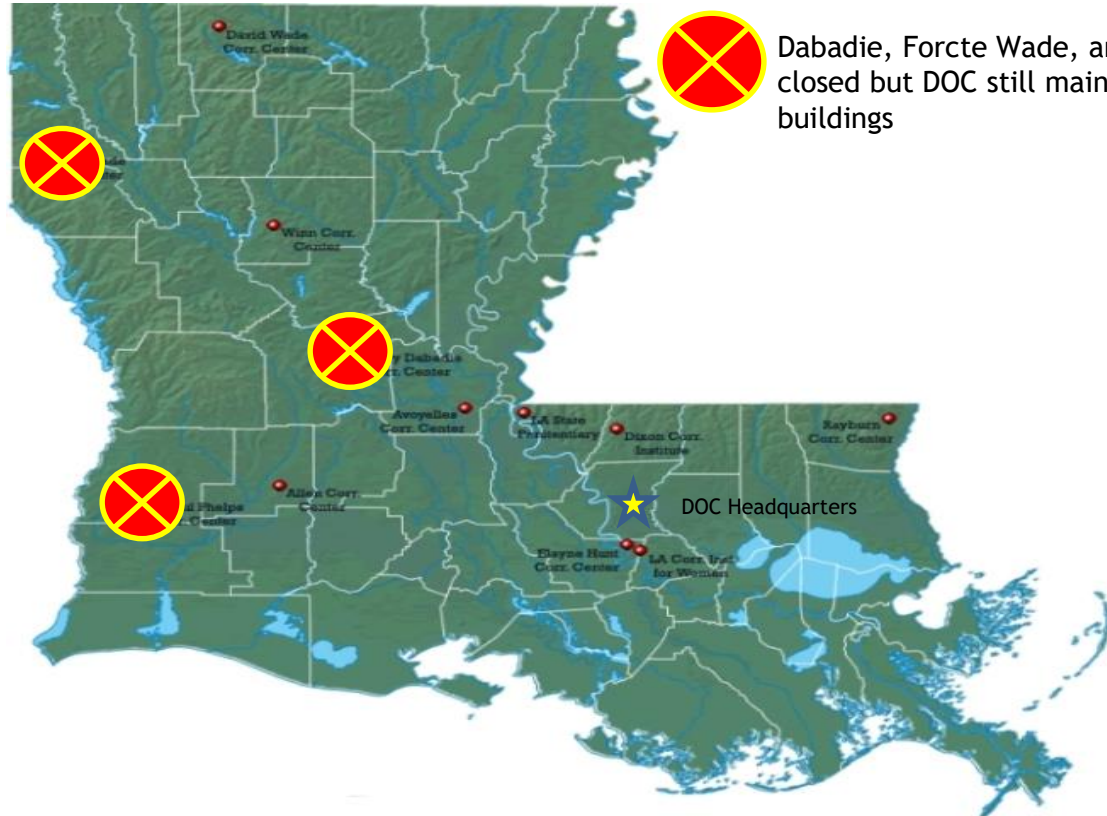 Dabadie, Forcte Wade, ar
closed but DOC still main
buildings
David Wade
Corr. Center
Winn Corr.
Center
y Dabadie
rr. Center
Avoyelles
Corr. Center
LA State
Penitentiary
Dixon Corr.
Institute
Rayburn
Corr. Center
Allen Corr.
Center
Phelps
. Center
DOC Headquarters
Elayne Hunt
Corr. Center
LA Corr. Inst.
for Women